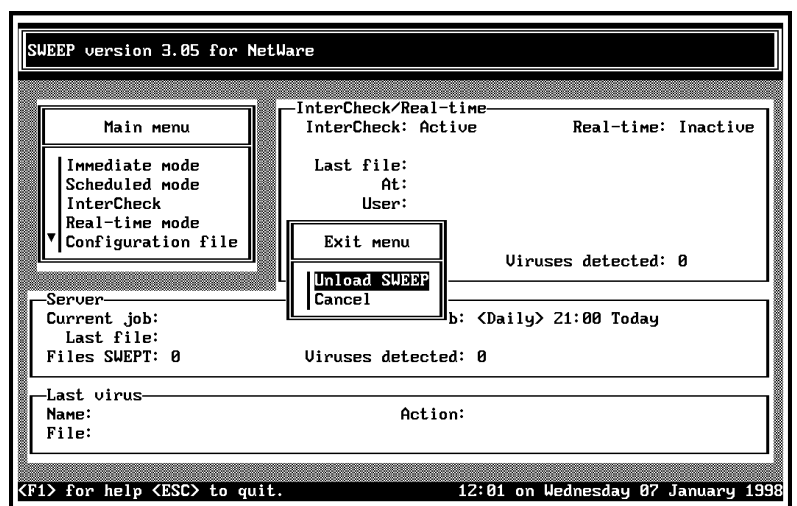 SWEEP version 3.05 for NetWare
Main menu
Immediate mode
Scheduled mode
InterCheck
Real-time mode
Configuration file
InterCheck/Real-time
InterCheck: Active Real-time: Inactive
Last file:
At:
User:
Viruses detected: 0
Exit menu
Unload SWEEP
Cancel
Server
Current job: b: <Daily> 21:00 Today
Last file:
Files SWEPT: 0 Viruses detected: 0
Last virus
Name: Action:
File:
<F1> for help <ESC> to quit. 12:01 on Wednesday 07 January 1998